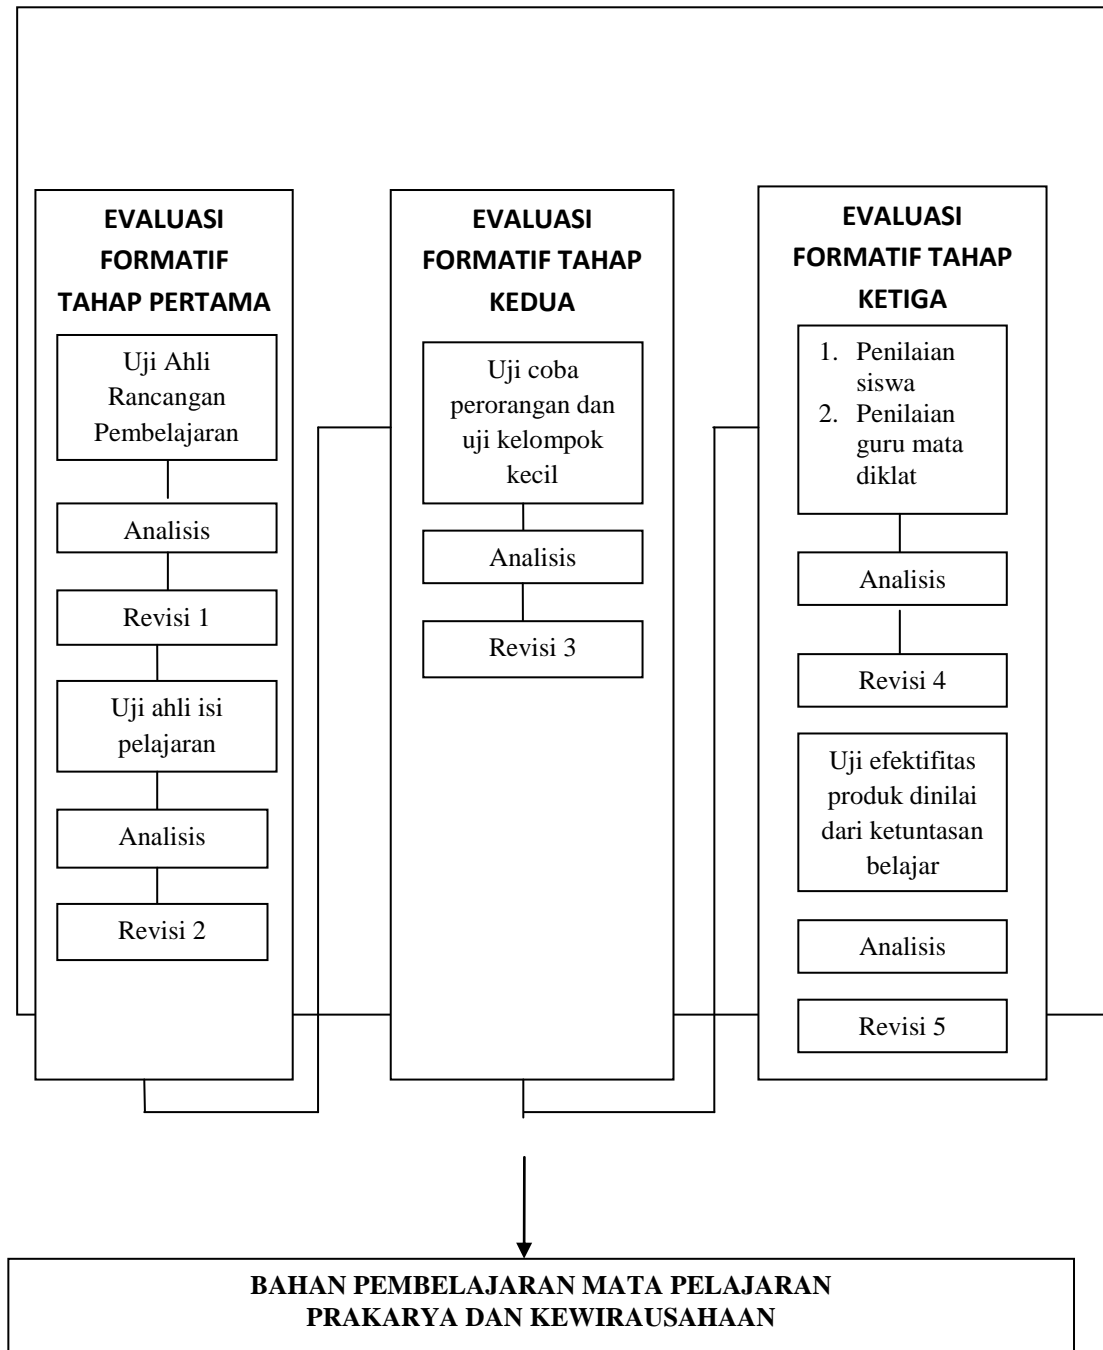 EVALUASI
FORMATIF
TAHAP PERTAMA
Uji Ahli
Rancangan
Pembelajaran
Analisis
Revisi 1
Uji ahli isi
pelajaran
Analisis
Revisi 2
EVALUASI
FORMATIF TAHAP
KEDUA
Uji coba
perorangan dan
uji kelompok
kecil
Analisis
Revisi 3
EVALUASI
FORMATIF TAHAP
KETIGA
1. Penilaian
siswa
2. Penilaian
guru mata
diklat
Analisis
Revisi 4
Uji efektifitas
produk dinilai
dari ketuntasan
belajar
Analisis
Revisi 5
BAHAN PEMBELAJARAN MATA PELAJARAN
PRAKARYA DAN KEWIRAUSAHAAN